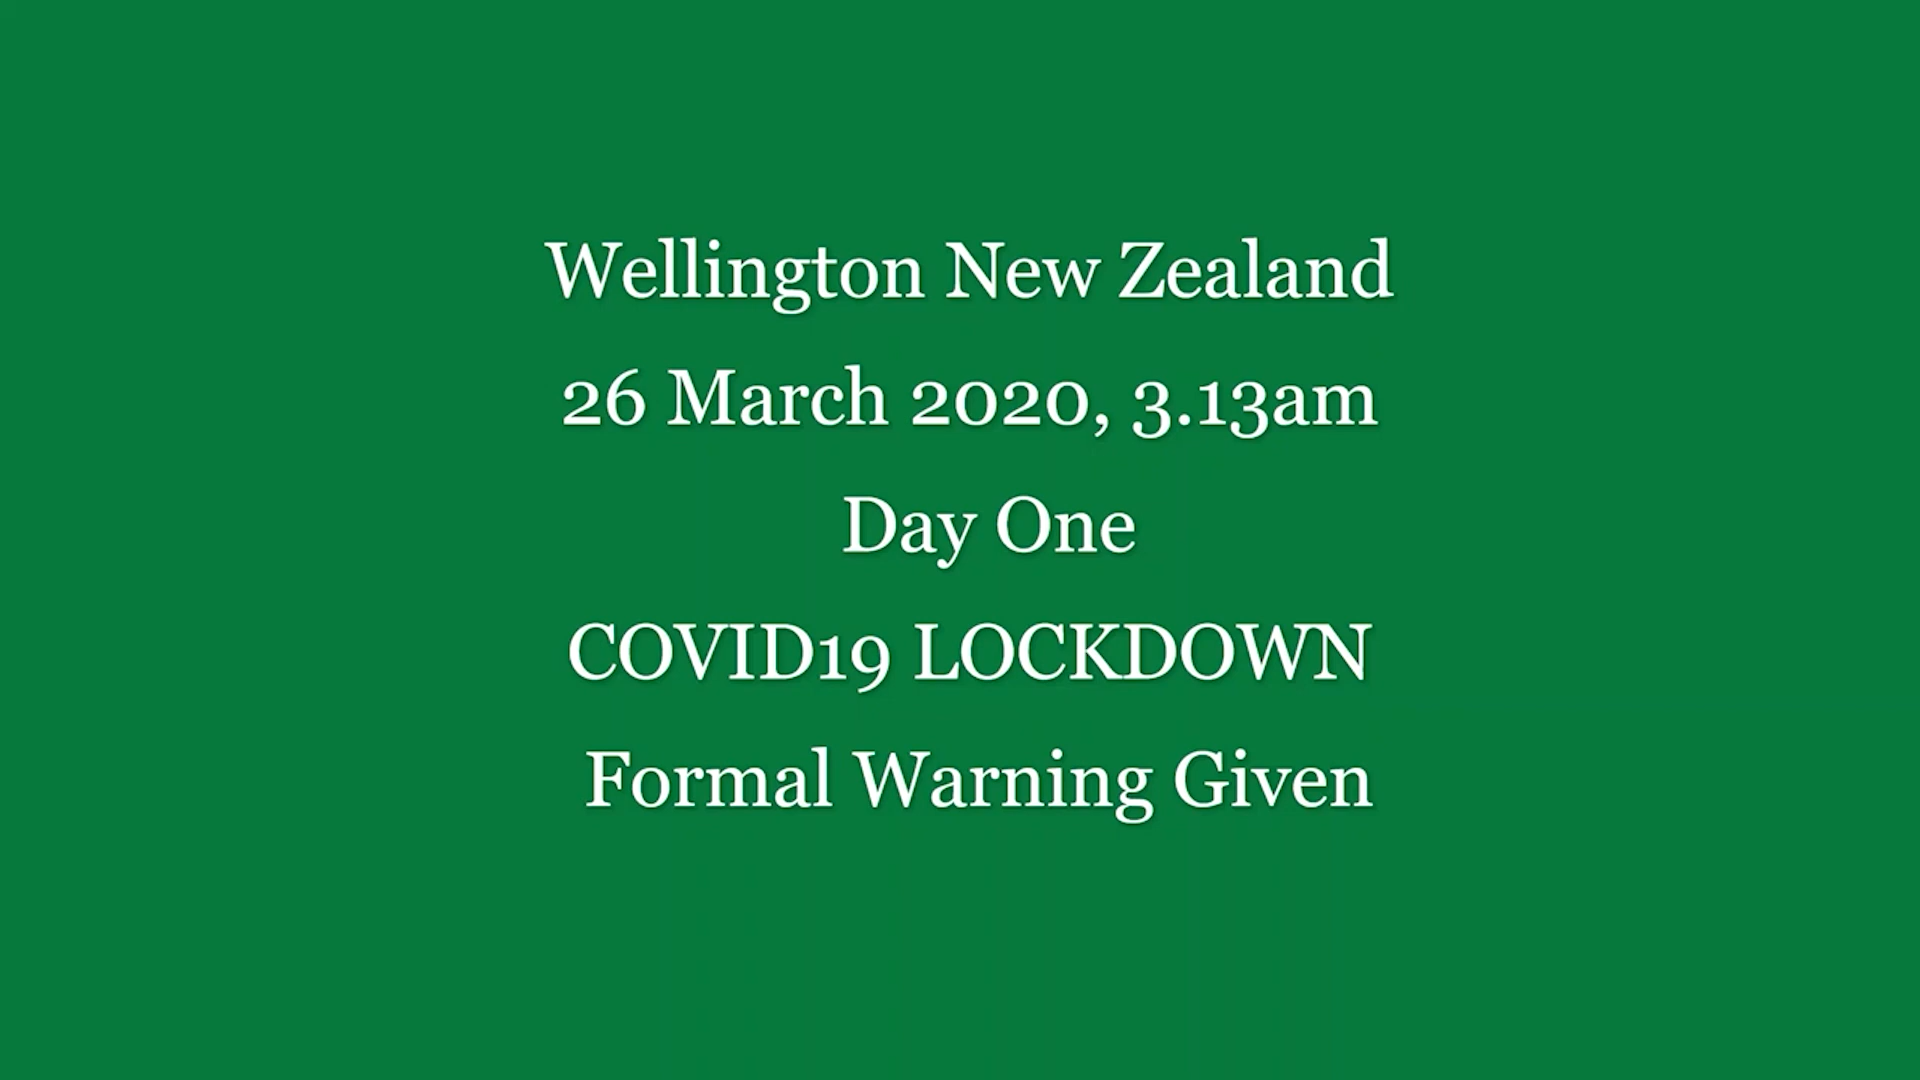 Wellington New Zealand
26 March 2020, 3.13am
Day One
COVID19 LOCKDOWN
Formal Warning Given